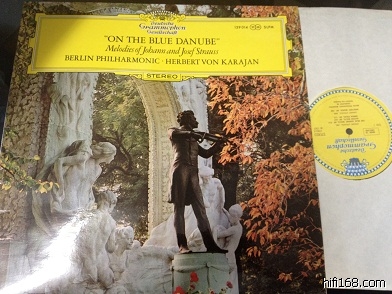 Deutsche
Grammophon
Gesellschaft
"ON THE BLUE DANUBE"
Melodies of Johann and Josef Strauss
BERLIN PHILHARMONIC · HERBERT VON KARAJAN
STEREO
hifi168.com